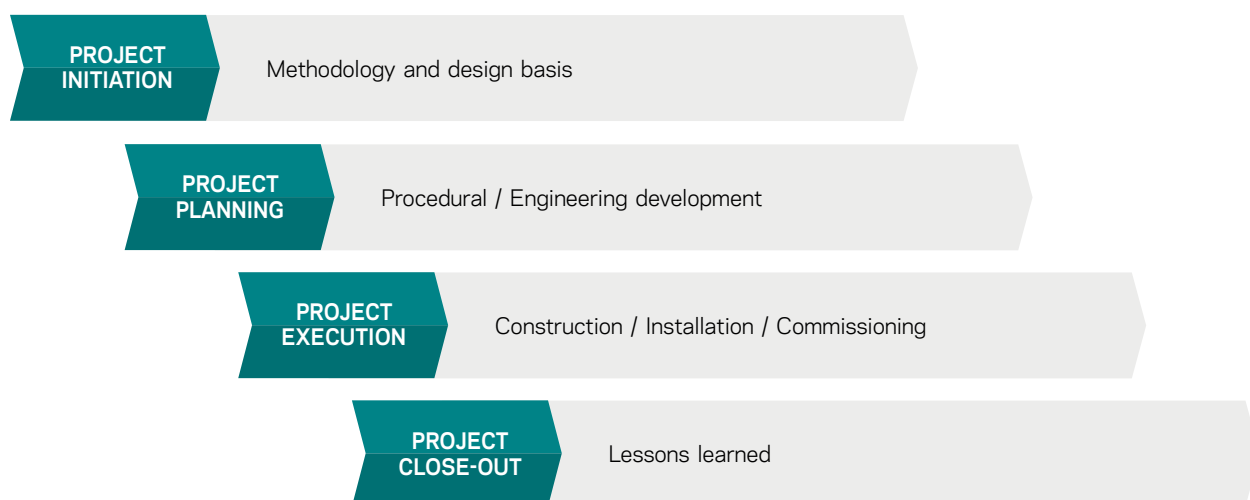 PROJECT
INITIATION
Methodology and design basis
PROJECT
PLANNING
Procedural / Engineering development
PROJECT
EXECUTION
Construction / Installation / Commissioning
PROJECT
CLOSE-OUT
Lessons learned